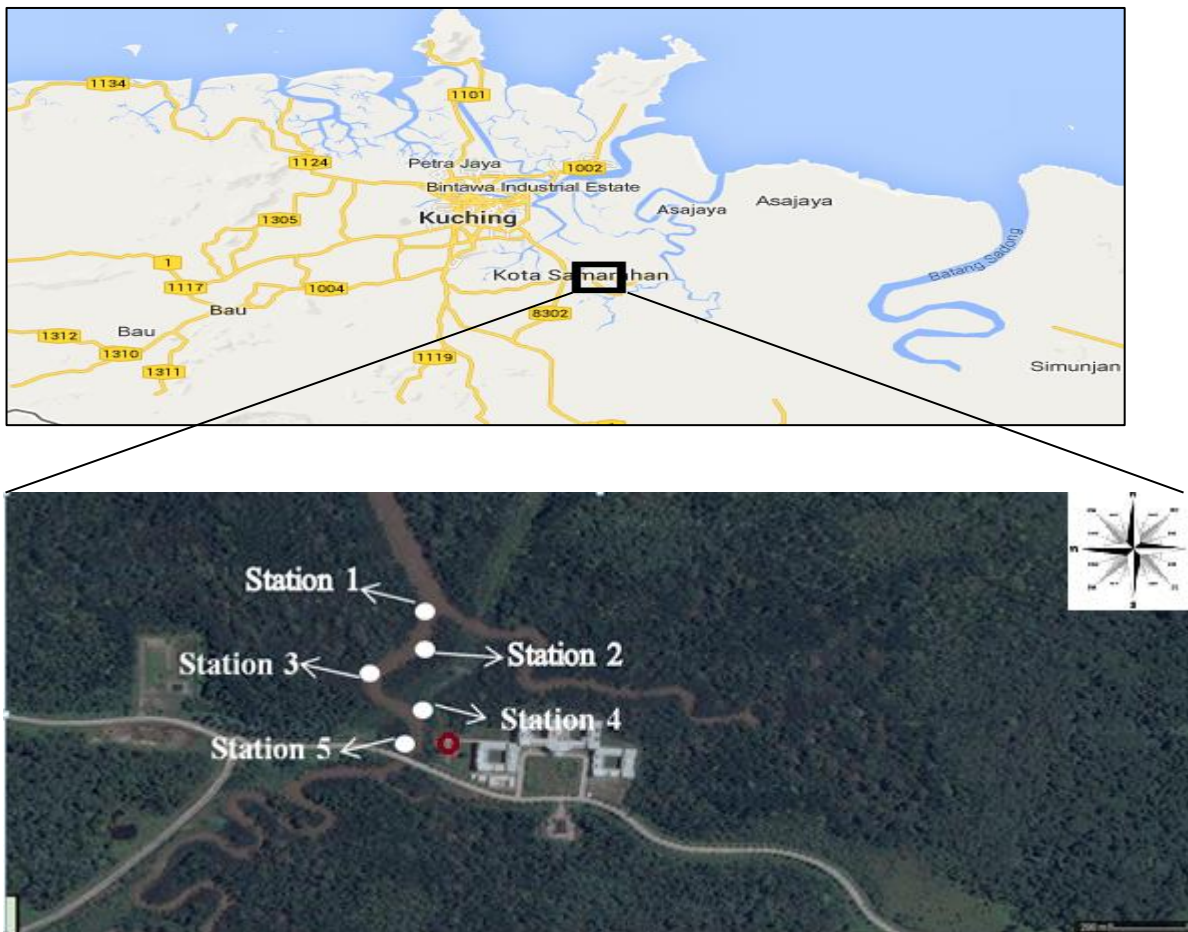 1134
1101
1124
Petra Jaya
1002
Bintawa Industrial Estate
1305
Kuching
Asajaya
Asajaya
1
Kota Samarahan
Batang Sadong
1117
1004
Bau
8302
1312
Bau
1310
1119
1311
Simunjan
Station 1
Station 2
Station 3
Station 4
Station 5